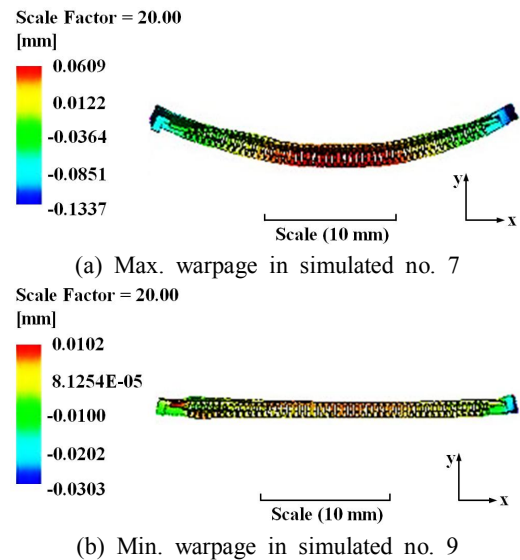 Scale Factor = 20.00
[mm]
0.0609
0.0122
-0.0364
-0.0851
-0.1337
y
x
Scale (10 mm)
(a) Max. warpage in simulated no. 7
Scale Factor = 20.00
[mm]
0.0102
8.1254E-05
-0.0100
-0.0202
-0.0303
y
x
Scale (10 mm)
(b) Min. warpage in simulated no. 9